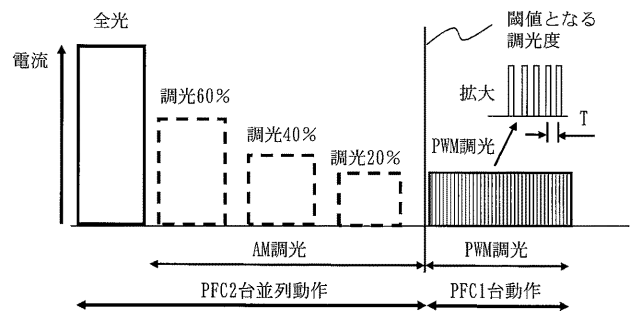 全光
電流
調光60%
調光40%
調光20%
閾値となる
調光度
拡大
T
PWM調光
AM調光
PWM調光
PFC2台並列動作
PFC1台動作